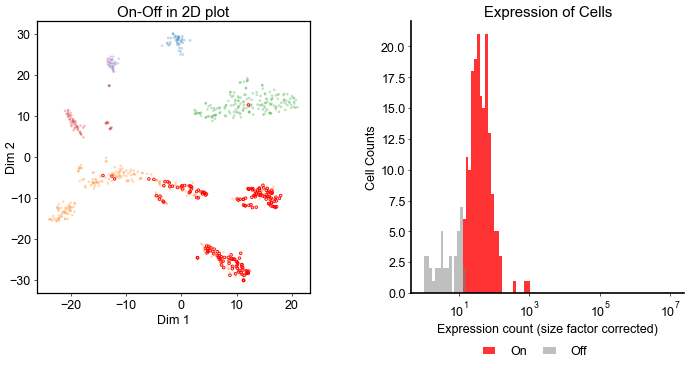 On-Off in 2D plot
30
20
10
0
−10
−20
−30
Dim 2
−20 −10 0 10 20
Dim 1
Expression of Cells
20.0
17.5
15.0
12.5
10.0
7.5
5.0
2.5
0.0
Cell Counts
10^1 10^3 10^5 10^7
Expression count (size factor corrected)
On Off